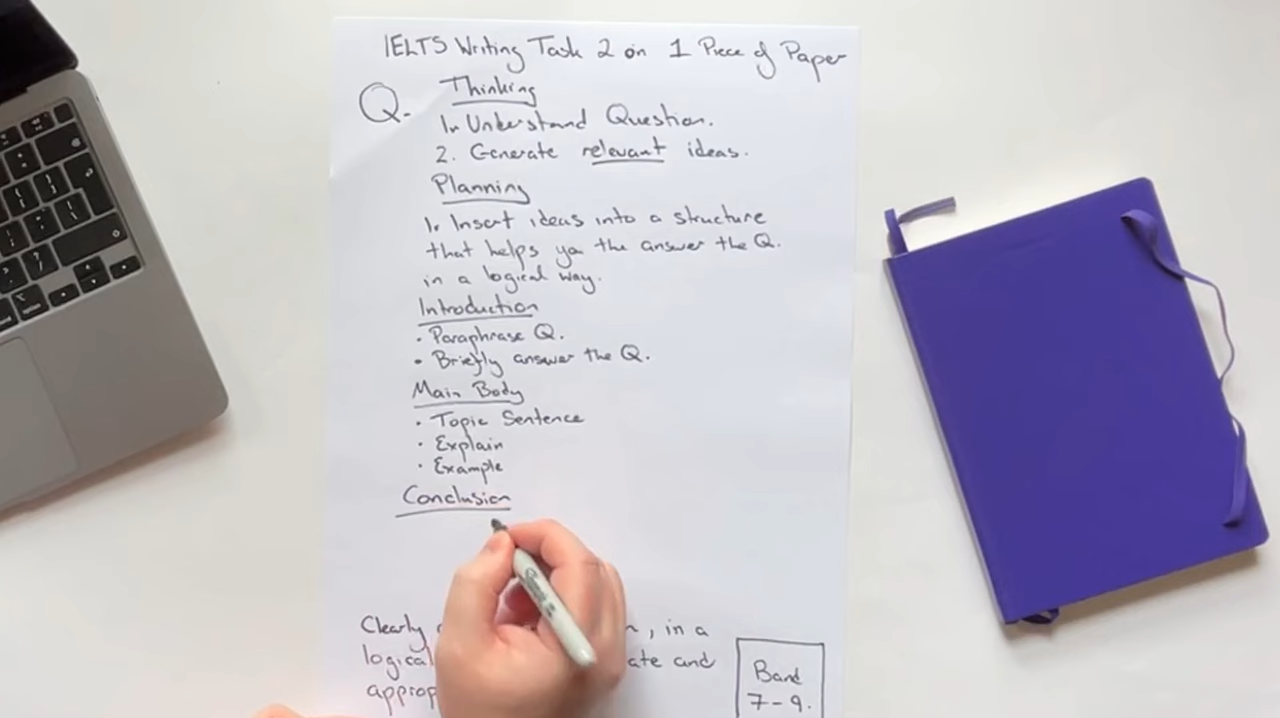 IELTS Writing Task 2 on 1 Piece of Paper
Q.
Thinking
1. Understand Question.
2. Generate relevant ideas.
Planning
1. Insert ideas into a structure
that helps you the answer the Q.
in a logical way.
Introduction
• Paraphrase Q.
• Briefly answer the Q.
Main Body
• Topic Sentence
• Explain
• Example
Conclusion
Clearly , in a
logical and
Band
7-9.